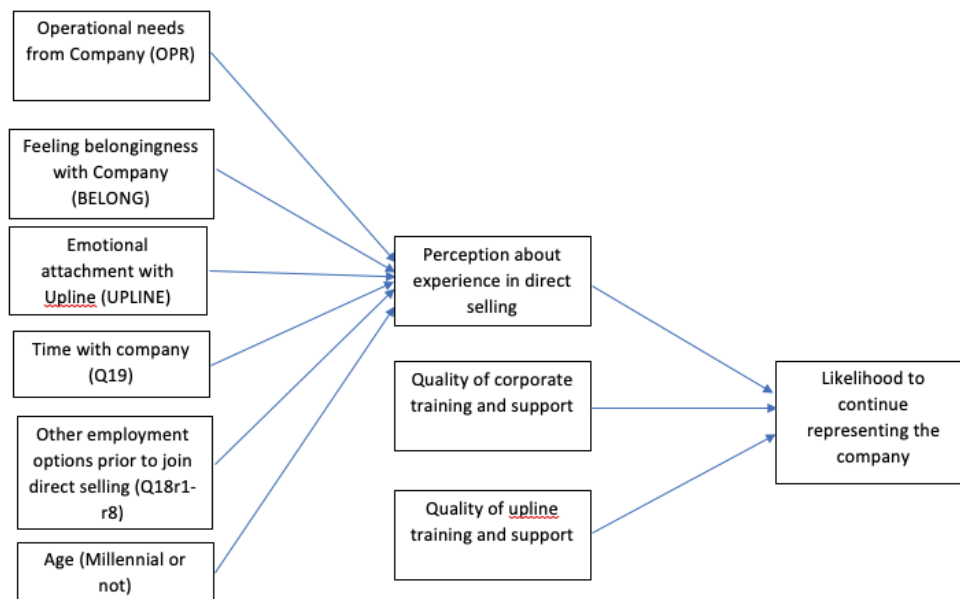 Operational needs
from Company (OPR)
Feeling belongingness
with Company
(BELONG)
Emotional
attachment with
Upline (UPLINE)
Time with company
(Q19)
Other employment
options prior to join
direct selling (Q18r1-
r8)
Age (Millennial or
not)
Perception about
experience in direct
selling
Quality of corporate
training and support
Quality of upline
training and support
Likelihood to
continue
representing the
company